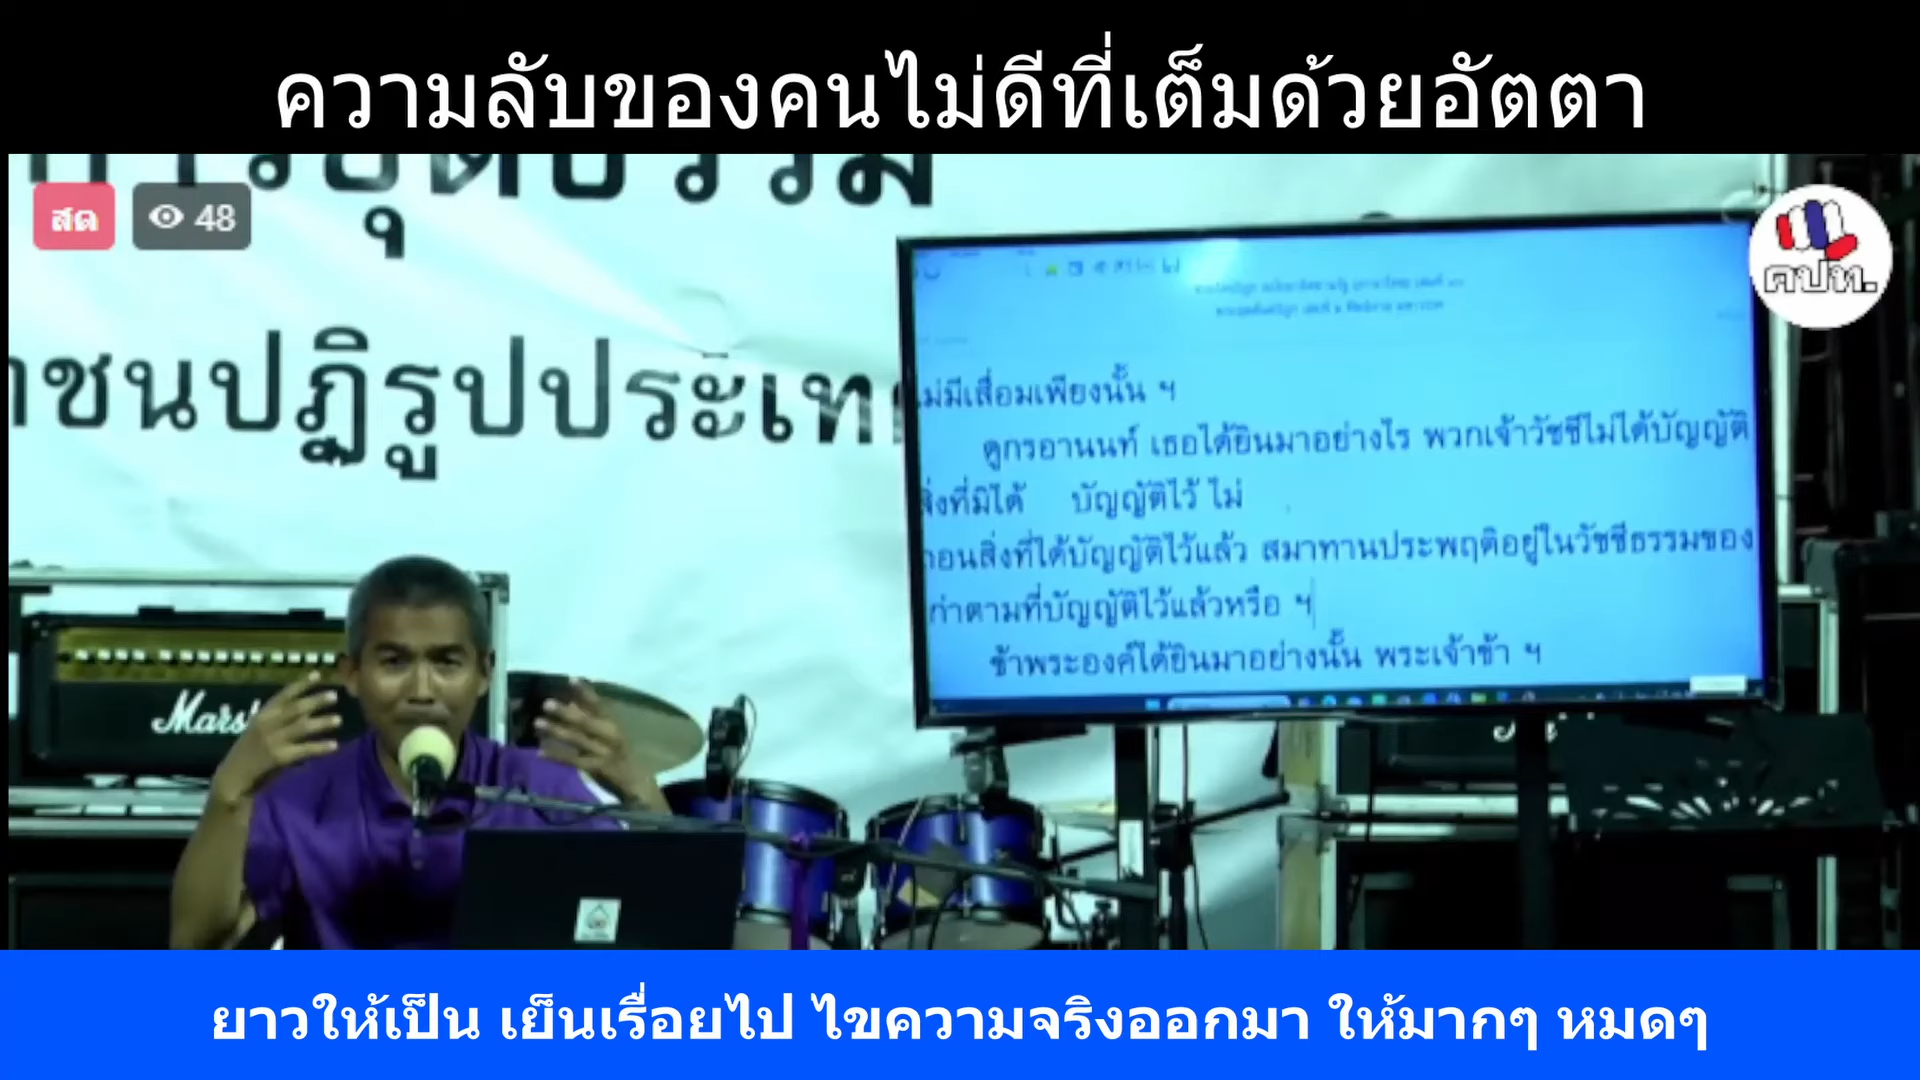 ความลับของคนไม่ดีที่เต็มด้วยอัตตา
สด
48
คปท.
าชนปฏิรูปประเท
ไม่มีเสื่อมเพียงนั้น ฯ
ดูกรอานนท์ เธอได้ยินมาอย่างไร พวกเจ้าวัชชีไม่ได้บัญญัติ
สิ่งที่มิได้ บัญญัติไว้ ไม่
ถอนสิ่งที่ได้บัญญัติไว้แล้ว สมาทานประพฤติอยู่ในวัชชีธรรมของ
เก่าตามที่บัญญัติไว้แล้วหรือ ฯ
ข้าพระองค์ได้ยินมาอย่างนั้น พระเจ้าข้า ฯ
Mars
ยาวให้เป็น เย็นเรื่อยไป ไขความจริงออกมา ให้มากๆ หมดๆ